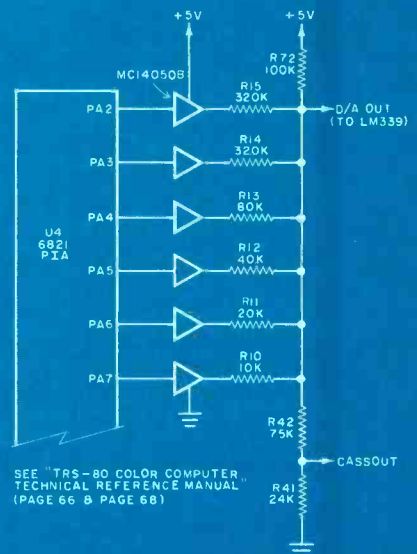 +5V
+5V
R72
100K
MC14050B
R15
320K
PA2
D/A OUT
(TO LM339)
R14
320K
PA3
R13
80K
PA4
U4
6821
PIA
R12
40K
PA5
R11
20K
PA6
R10
10K
PA7
R42
75K
CASSOUT
R41
24K
SEE "TRS-80 COLOR COMPUTER
TECHNICAL REFERENCE MANUAL"
(PAGE 66 & PAGE 68)